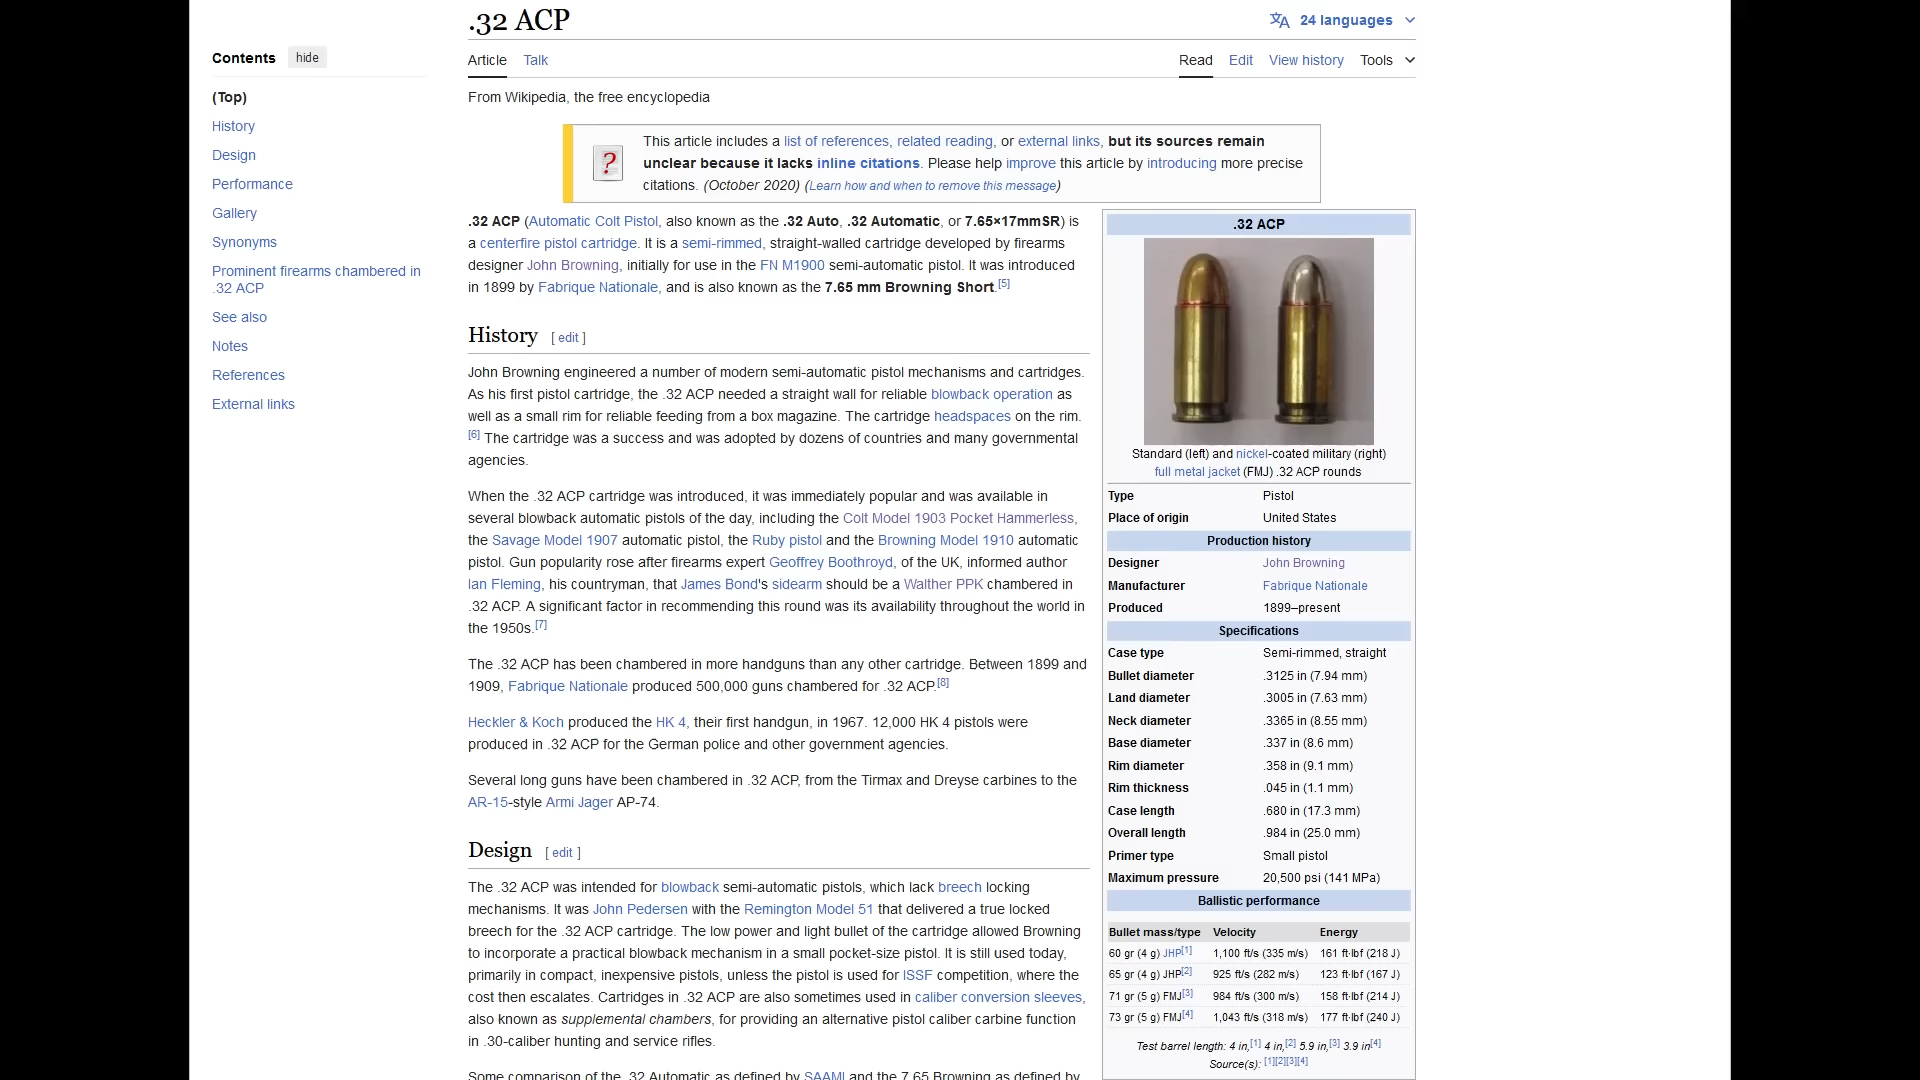 .32 ACP
24 languages
Contents
hide
(Top)
History
Design
Performance
Gallery
Synonyms
Prominent firearms chambered in
.32 ACP
See also
Notes
References
External links
Article
Talk
Read
Edit
View history
Tools
From Wikipedia, the free encyclopedia
This article includes a list of references, related reading, or external links, but its sources remain
unclear because it lacks inline citations. Please help improve this article by introducing more precise
citations. (October 2020) (Learn how and when to remove this message)
.32 ACP (Automatic Colt Pistol, also known as the .32 Auto, .32 Automatic, or 7.65×17mmSR) is
a centerfire pistol cartridge. It is a semi-rimmed, straight-walled cartridge developed by firearms
designer John Browning, initially for use in the FN M1900 semi-automatic pistol. It was introduced
in 1899 by Fabrique Nationale, and is also known as the 7.65 mm Browning Short.[5]
History [ edit ]
John Browning engineered a number of modern semi-automatic pistol mechanisms and cartridges.
As his first pistol cartridge, the .32 ACP needed a straight wall for reliable blowback operation as
well as a small rim for reliable feeding from a box magazine. The cartridge headspaces on the rim.
[6] The cartridge was a success and was adopted by dozens of countries and many governmental
agencies.
When the .32 ACP cartridge was introduced, it was immediately popular and was available in
several blowback automatic pistols of the day, including the Colt Model 1903 Pocket Hammerless,
the Savage Model 1907 automatic pistol, the Ruby pistol and the Browning Model 1910 automatic
pistol. Gun popularity rose after firearms expert Geoffrey Boothroyd, of the UK, informed author
Ian Fleming, his countryman, that James Bond's sidearm should be a Walther PPK chambered in
.32 ACP. A significant factor in recommending this round was its availability throughout the world in
the 1950s.[7]
The .32 ACP has been chambered in more handguns than any other cartridge. Between 1899 and
1909, Fabrique Nationale produced 500,000 guns chambered for .32 ACP.[8]
Heckler & Koch produced the HK 4, their first handgun, in 1967. 12,000 HK 4 pistols were
produced in .32 ACP for the German police and other government agencies.
Several long guns have been chambered in .32 ACP, from the Tirmax and Dreyse carbines to the
AR-15-style Armi Jager AP-74.
Design [ edit ]
The .32 ACP was intended for blowback semi-automatic pistols, which lack breech locking
mechanisms. It was John Pedersen with the Remington Model 51 that delivered a true locked
breech for the .32 ACP cartridge. The low power and light bullet of the cartridge allowed Browning
to incorporate a practical blowback mechanism in a small pocket-size pistol. It is still used today,
primarily in compact, inexpensive pistols, unless the pistol is used for ISSF competition, where the
cost then escalates. Cartridges in .32 ACP are also sometimes used in caliber conversion sleeves,
also known as supplemental chambers, for providing an alternative pistol caliber carbine function
in .30-caliber hunting and service rifles.
Some comparison of the .32 Automatic as defined by SAAMI and the 7.65 Browning as defined by
.32 ACP
Standard (left) and nickel-coated military (right)
full metal jacket (FMJ) .32 ACP rounds
Type Pistol
Place of origin United States
Production history
Designer John Browning
Manufacturer Fabrique Nationale
Produced 1899–present
Specifications
Case type Semi-rimmed, straight
Bullet diameter .3125 in (7.94 mm)
Land diameter .3005 in (7.63 mm)
Neck diameter .3365 in (8.55 mm)
Base diameter .337 in (8.6 mm)
Rim diameter .358 in (9.1 mm)
Rim thickness .045 in (1.1 mm)
Case length .680 in (17.3 mm)
Overall length .984 in (25.0 mm)
Primer type Small pistol
Maximum pressure 20,500 psi (141 MPa)
Ballistic performance
Bullet mass/type Velocity Energy
60 gr (4 g) JHP[1] 1,100 ft/s (335 m/s) 161 ft⋅lbf (218 J)
65 gr (4 g) JHP[2] 925 ft/s (282 m/s) 123 ft⋅lbf (167 J)
71 gr (5 g) FMJ[3] 984 ft/s (300 m/s) 158 ft⋅lbf (214 J)
73 gr (5 g) FMJ[4] 1,043 ft/s (318 m/s) 177 ft⋅lbf (240 J)
Test barrel length: 4 in,[1] 4 in,[2] 5.9 in,[3] 3.9 in[4]
Source(s): [1][2][3][4]